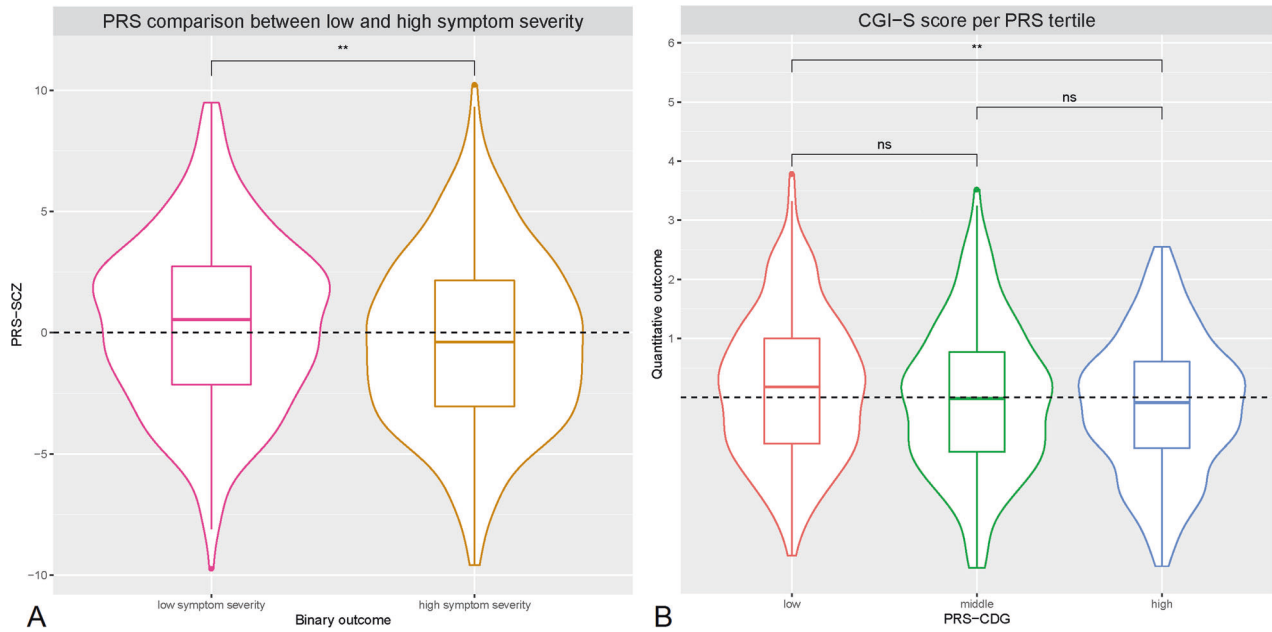 PRS comparison between low and high symptom severity
**
10
5
0
−5
−10
PRS−SCZ
low symptom severity
high symptom severity
Binary outcome
A
CGI−S score per PRS tertile
6
5
4
3
2
1
**
ns
ns
Quantitative outcome
low
middle
high
PRS−CDG
B